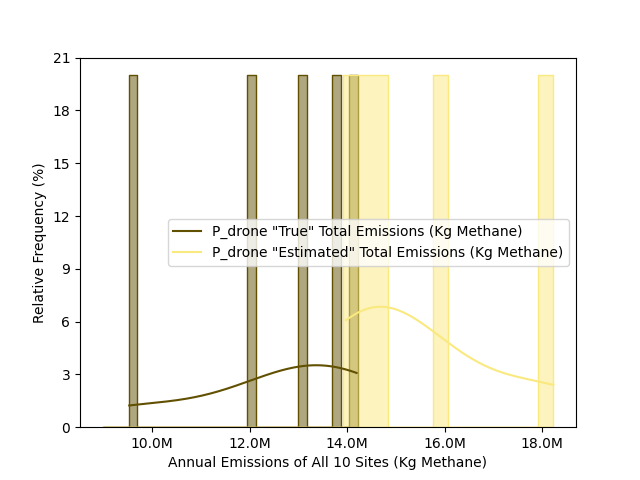 21
18
15
12
9
6
3
0
Relative Frequency (%)
P_drone "True" Total Emissions (Kg Methane)
P_drone "Estimated" Total Emissions (Kg Methane)
10.0M 12.0M 14.0M 16.0M 18.0M
Annual Emissions of All 10 Sites (Kg Methane)